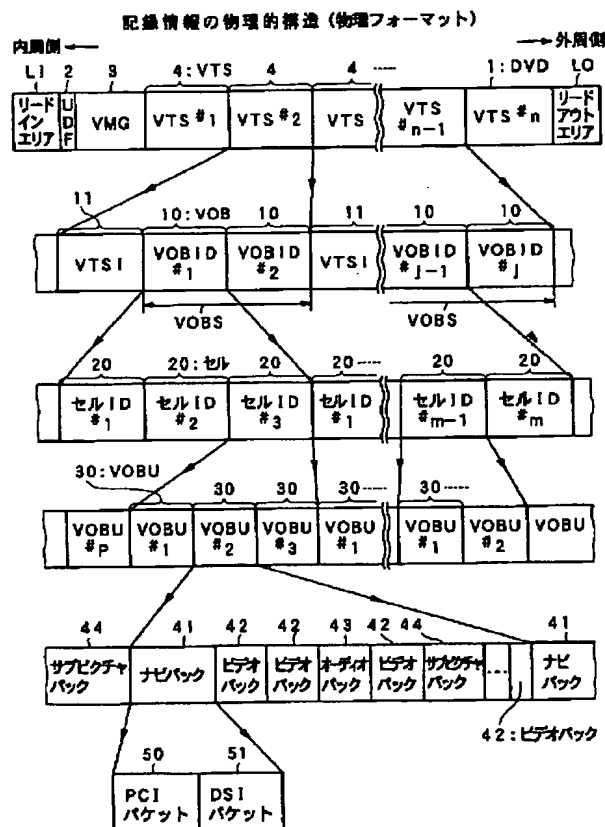 記録情報の物理的構造（物理フォーマット）
内周側 外周側
LI 2 3 4:VTS 4 4 ····· 1:DVD LO
リード
イン
エリア
U
D
F
VMG
VTS #1
VTS #2
VTS
VTS
#n-1
VTS #n
リード
アウト
エリア
11 10:VOB 10 11 10 10
VTSI
VOBID
#1
VOBID
#2
VTSI
VOBID
#j-1
VOBID
#j
VOBS VOBS
20 20:セル 20 20····· 20 20
セルID
#1
セルID
#2
セルID
#3
セルID
#1
セルID
#m-1
セルID
#m
30:VOBU 30 30 30····· 30·····
VOBU
#P
VOBU
#1
VOBU
#2
VOBU
#3
VOBU
#1
VOBU
#1
VOBU
#2
VOBU
44 41 42 42 43 42 44 41
サブピクチャ
パック
ナビパック
ビデオ
パック
ビデオ
パック
オーディオ
パック
ビデオ
パック
サブピクチャ
パック
····
ナビ
パック
42:ビデオパック
50 51
PCI
パケット
DSI
パケット